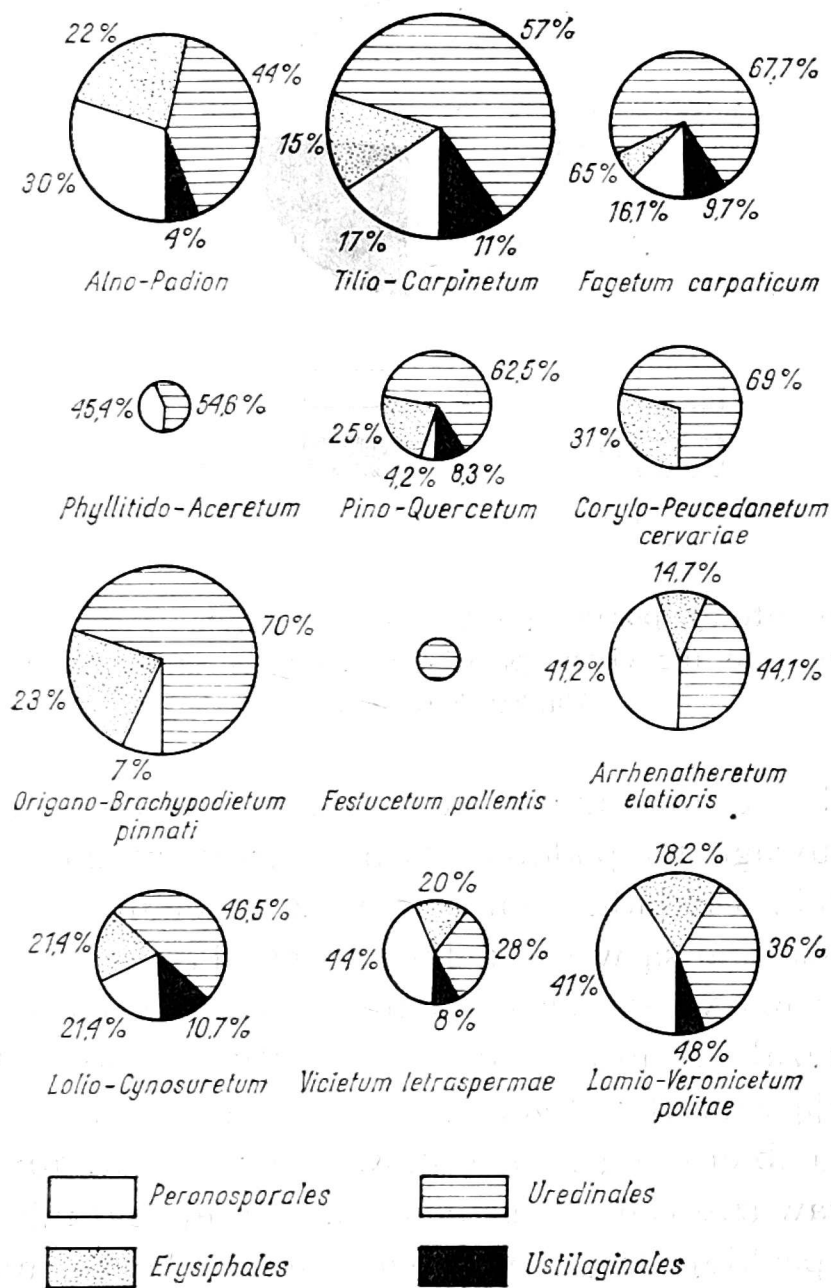 22%
44%
30%
4%
Alno-Padion
57%
15%
17%
11%
Tilio-Carpinetum
67,7%
65%
16,1%
9,7%
Fagetum carpaticum
45,4%
54,6%
Phyllitido-Aceretum
62,5%
25%
4,2%
8,3%
Pino-Quercetum
69%
31%
Corylo-Peucedanetum
cervariae
70%
23%
7%
Origano-Brachypodietum
pinnati
Festucetum pallentis
14,7%
41,2%
44,1%
Arrhenatheretum
elatioris
46,5%
21,4%
21,4%
10,7%
Lolio-Cynosuretum
20%
44%
28%
8%
Vicietum tetraspermae
18,2%
41%
36%
4,8%
Lamio-Veronicetum
politae
Peronosporales
Uredinales
Erysiphales
Ustilaginales